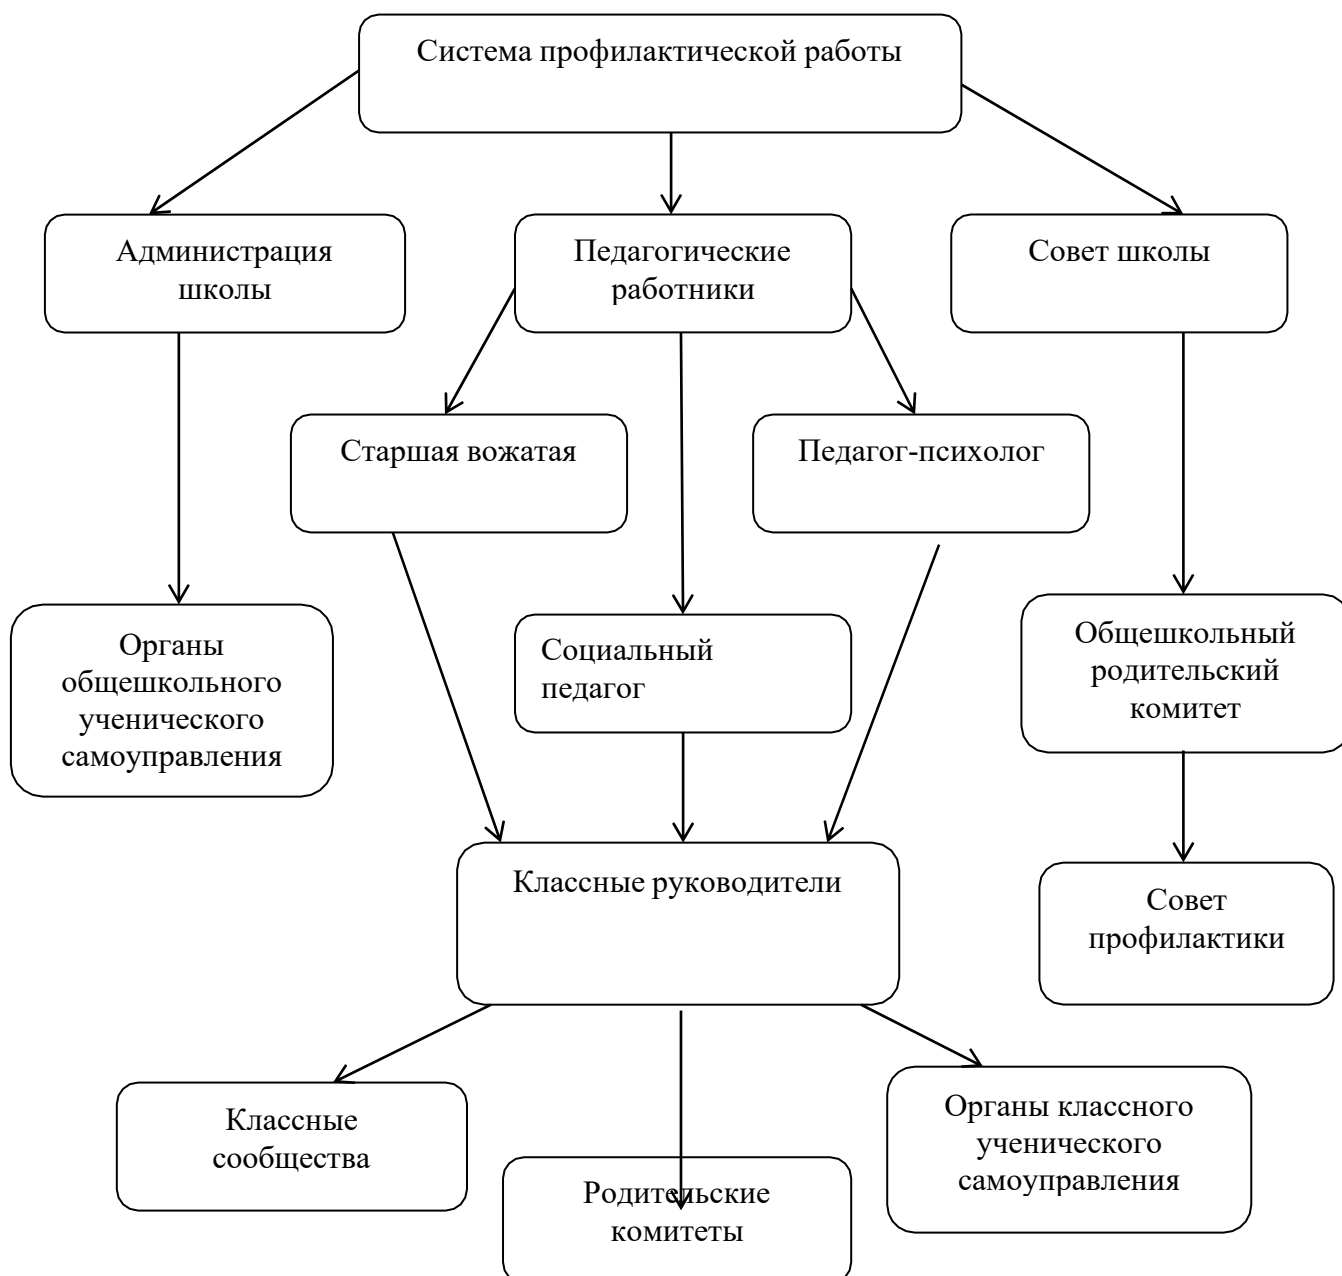 Система профилактической работы
Администрация
школы
Педагогические
работники
Совет школы
Старшая вожатая
Педагог-психолог
Органы
общешкольного
ученического
самоуправления
Социальный
педагог
Общешкольный
родительский
комитет
Классные руководители
Совет
профилактики
Классные
сообщества
Родительские
комитеты
Органы классного
ученического
самоуправления